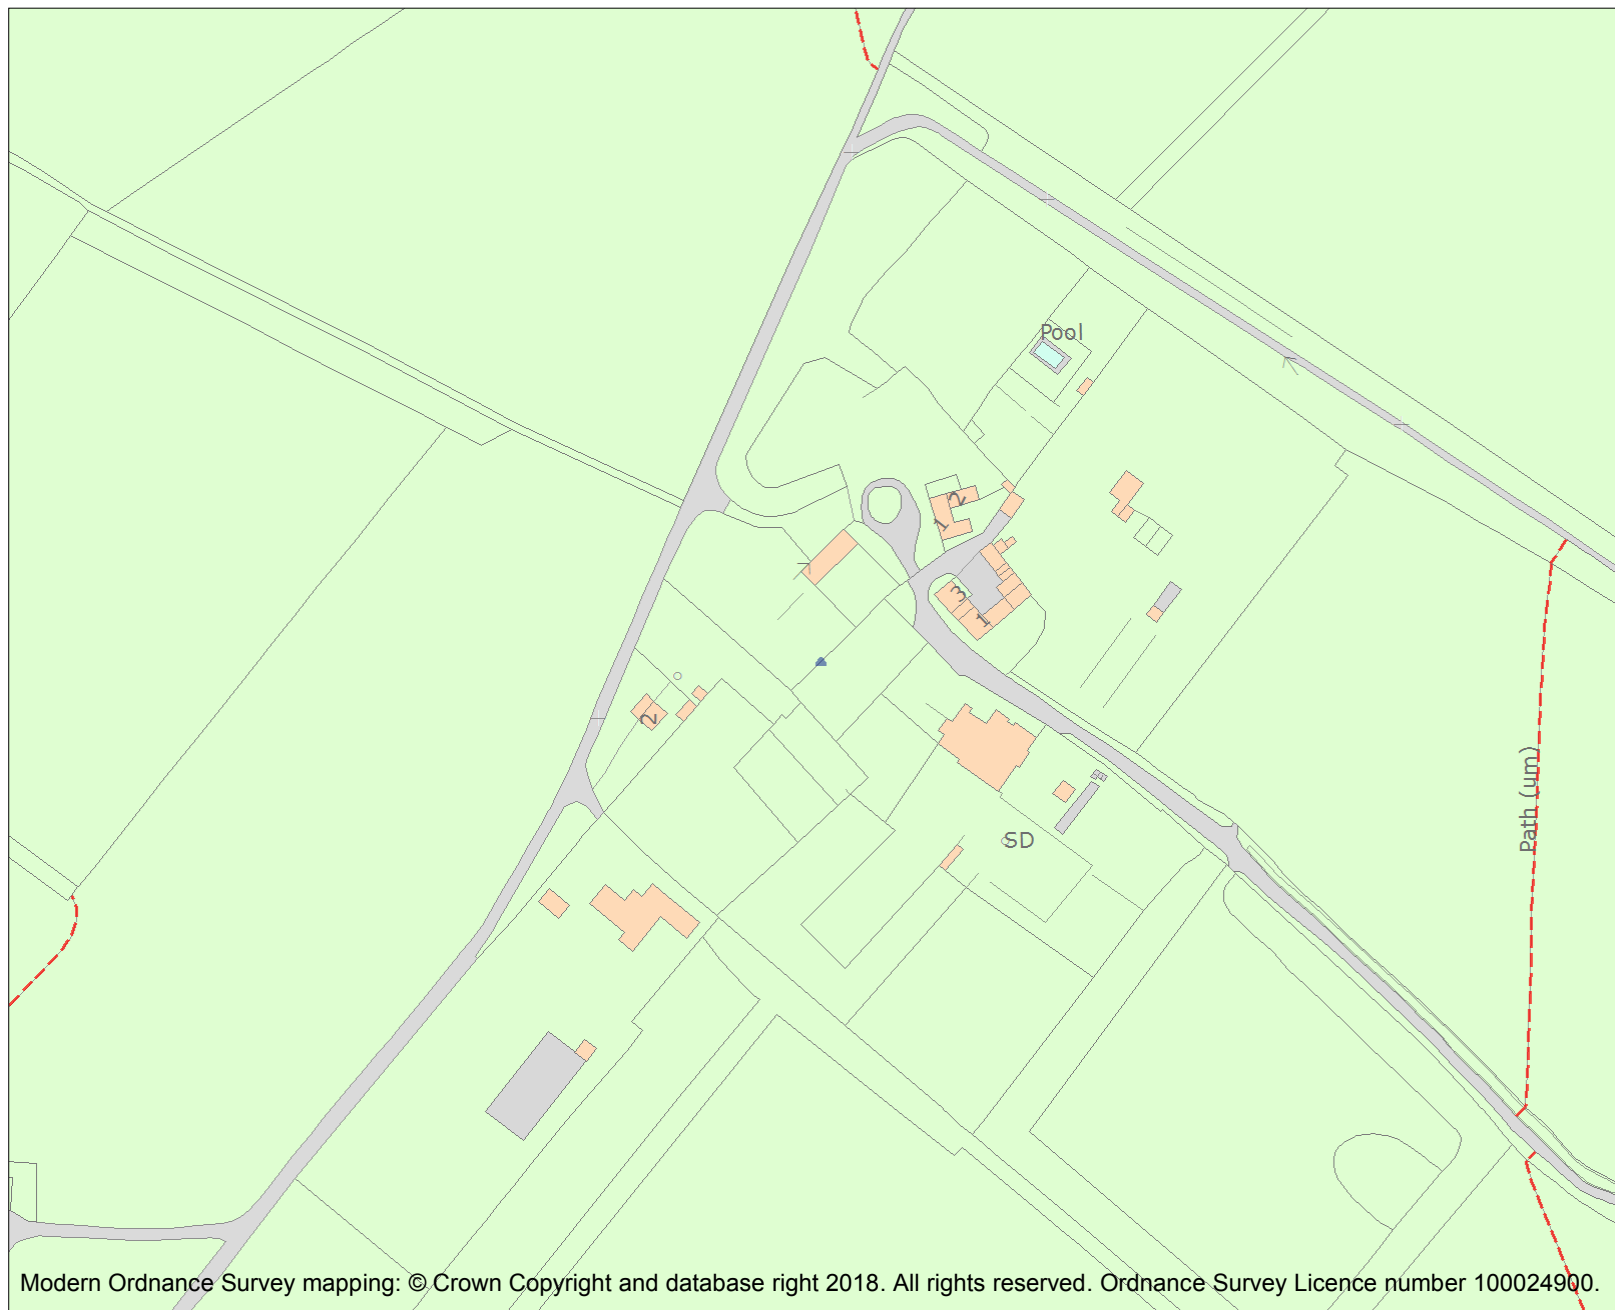 Pool
2
1
3
1
2
SD
Path (um)
Modern Ordnance Survey mapping: © Crown Copyright and database right 2018. All rights reserved. Ordnance Survey Licence number 100024900.